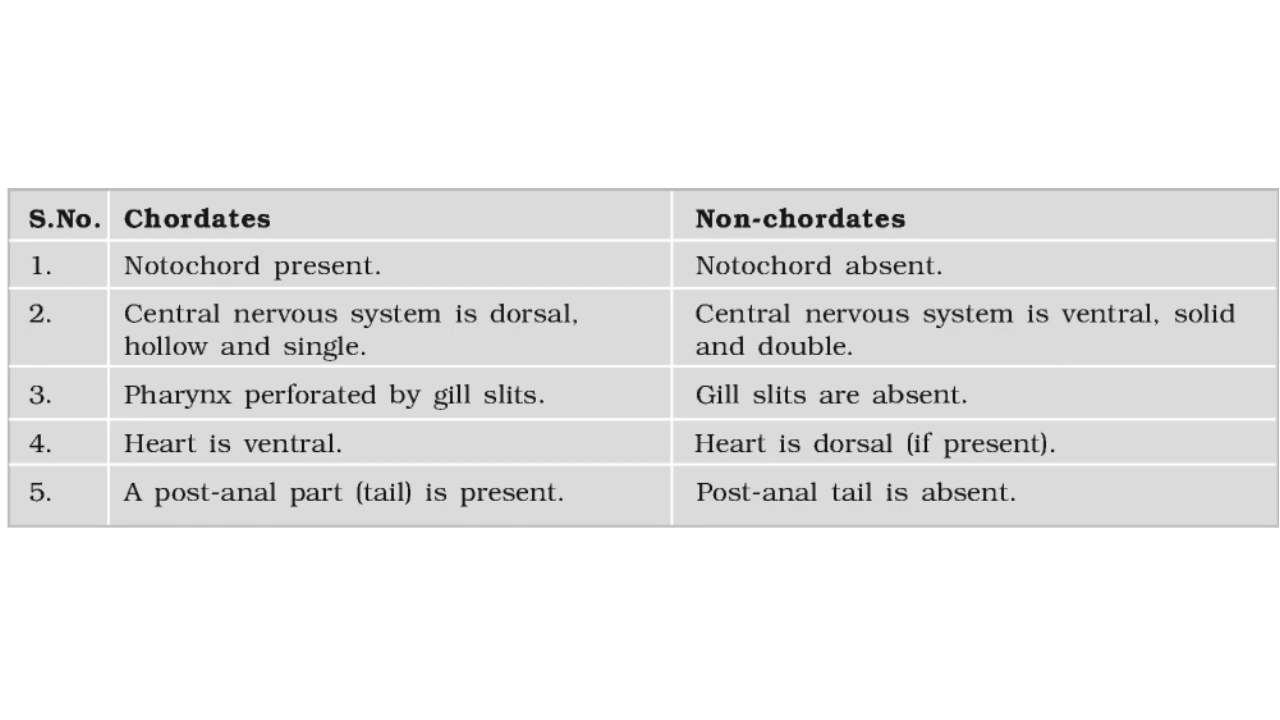 S.No. Chordates Non-chordates
1. Notochord present. Notochord absent.
2. Central nervous system is dorsal, Central nervous system is ventral, solid
hollow and single. and double.
3. Pharynx perforated by gill slits. Gill slits are absent.
4. Heart is ventral. Heart is dorsal (if present).
5. A post-anal part (tail) is present. Post-anal tail is absent.